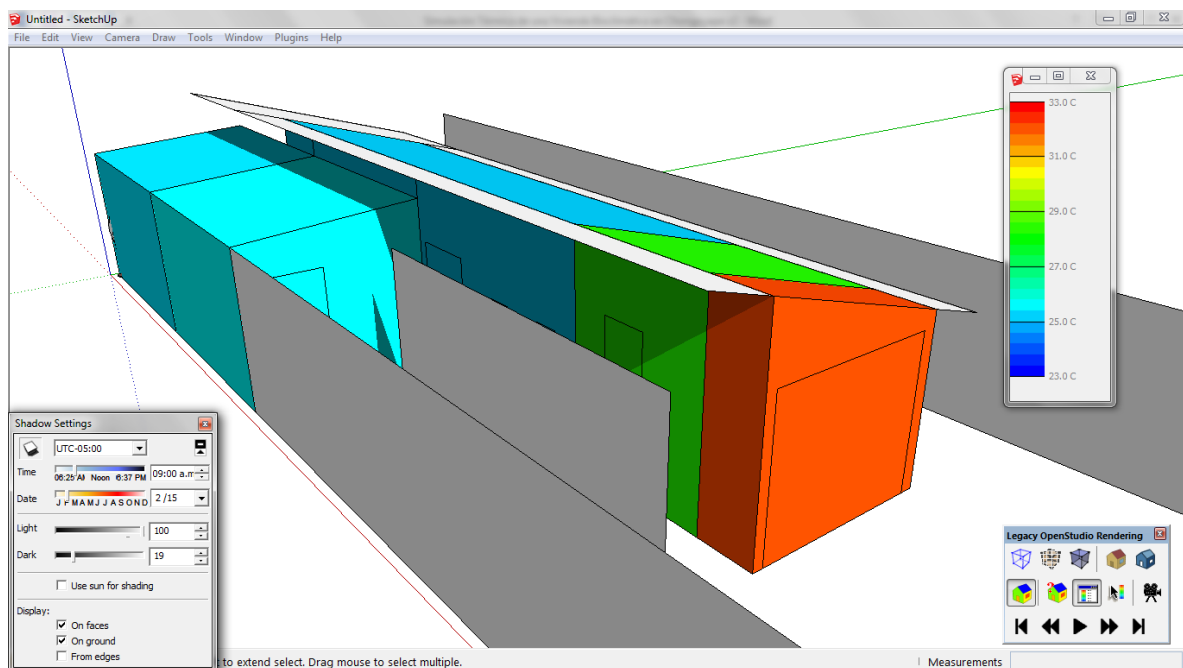 Untitled - SketchUp
File Edit View Camera Draw Tools Window Plugins Help
33.0 C
31.0 C
29.0 C
27.0 C
25.0 C
23.0 C
Shadow Settings
UTC-05:00
Time 06:25 AM Noon 6:37 PM 09:00 a.m
Date J F M A M J J A S O N D 2 /15
Light 100
Dark 19
Use sun for shading
Display:
On faces
On ground
From edges
Legacy OpenStudio Rendering
t to extend select. Drag mouse to select multiple.
Measurements